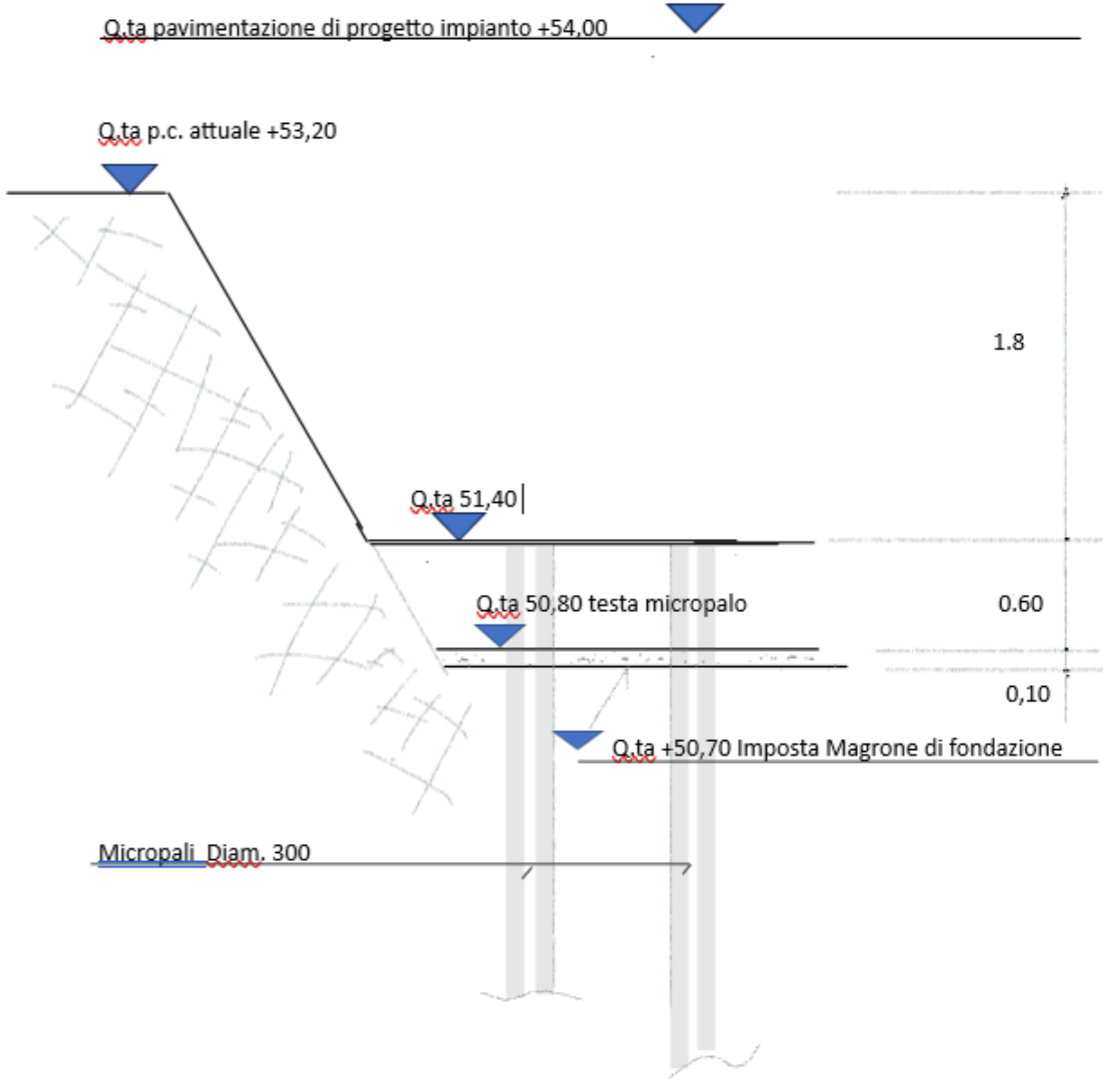 Q.ta pavimentazione di progetto impianto +54,00
Q.ta p.c. attuale +53,20
1.8
Q.ta 51,40
Q.ta 50,80 testa micropalo
0.60
0,10
Q.ta +50,70 Imposta Magrone di fondazione
Micropali Diam. 300